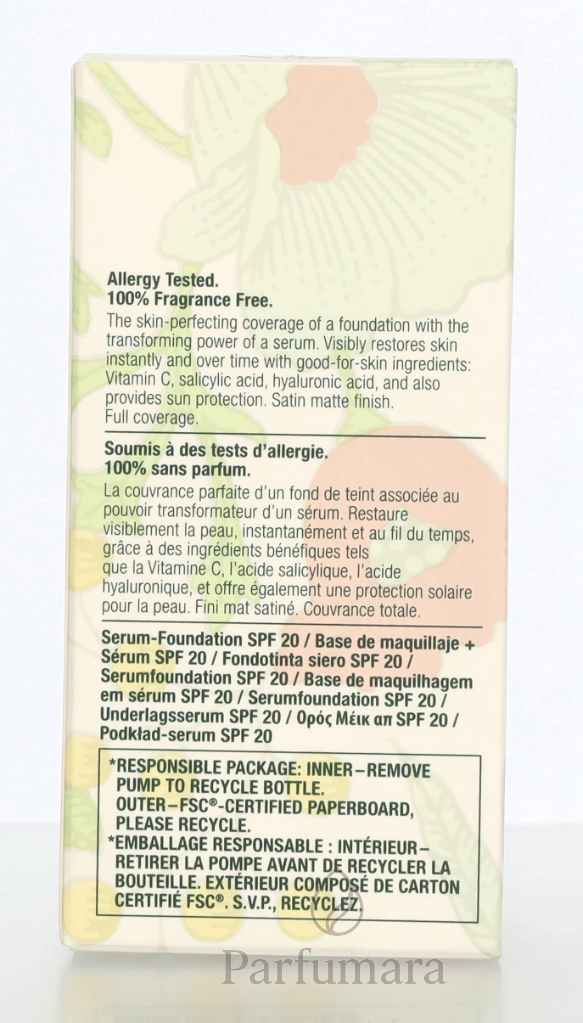 Allergy Tested.
100% Fragrance Free.
The skin-perfecting coverage of a foundation with the
transforming power of a serum. Visibly restores skin
instantly and over time with good-for-skin ingredients:
Vitamin C, salicylic acid, hyaluronic acid, and also
provides sun protection. Satin matte finish.
Full coverage.
Soumis à des tests d'allergie.
100% sans parfum.
La couvrance parfaite d'un fond de teint associée au
pouvoir transformateur d'un sérum. Restaure
visiblement la peau, instantanément et au fil du temps,
grâce à des ingrédients bénéfiques tels
que la Vitamine C, l'acide salicylique, l'acide
hyaluronique, et offre également une protection solaire
pour la peau. Fini mat satiné. Couvrance totale.
Serum-Foundation SPF 20 / Base de maquillaje +
Sérum SPF 20 / Fondotinta siero SPF 20 /
Serumfoundation SPF 20 / Base de maquilhagem
em sérum SPF 20 / Serumfoundation SPF 20 /
Underlagsserum SPF 20 / Ορός Μέικ απ SPF 20 /
Podkład-serum SPF 20
*RESPONSIBLE PACKAGE: INNER–REMOVE
PUMP TO RECYCLE BOTTLE.
OUTER–FSC®-CERTIFIED PAPERBOARD,
PLEASE RECYCLE.
*EMBALLAGE RESPONSABLE : INTÉRIEUR–
RETIRER LA POMPE AVANT DE RECYCLER LA
BOUTEILLE. EXTÉRIEUR COMPOSÉ DE CARTON
CERTIFIÉ FSC®. S.V.P., RECYCLEZ.
Parfumara